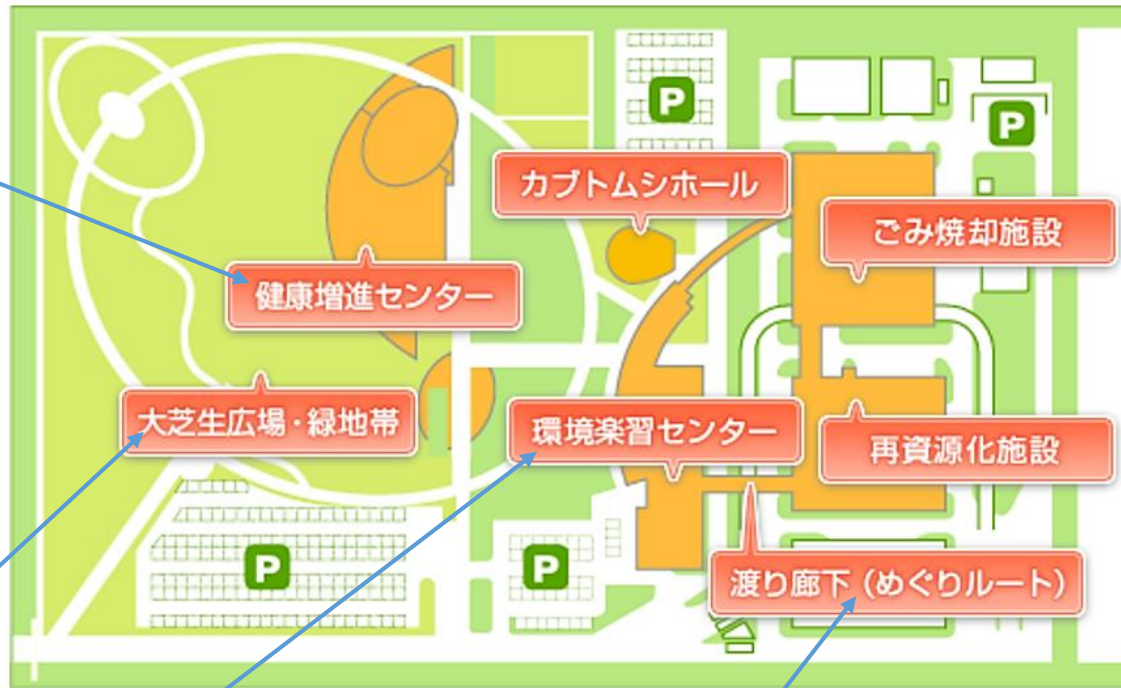 P
P
カブトムシホール
ごみ焼却施設
健康増進センター
大芝生広場・緑地帯
環境楽習センター
再資源化施設
P
P
渡り廊下(めぐりルート)